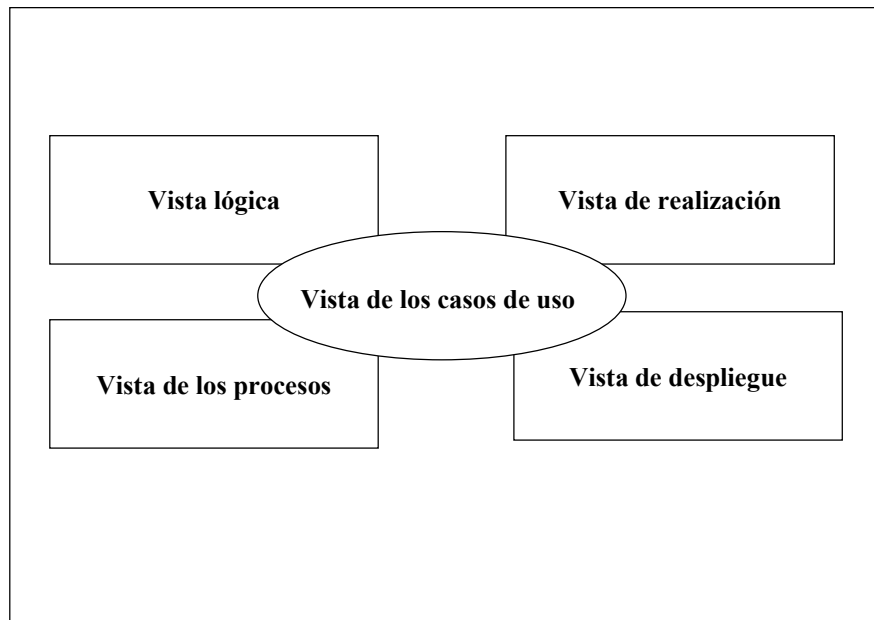 Vista lógica
Vista de realización
Vista de los casos de uso
Vista de los procesos
Vista de despliegue